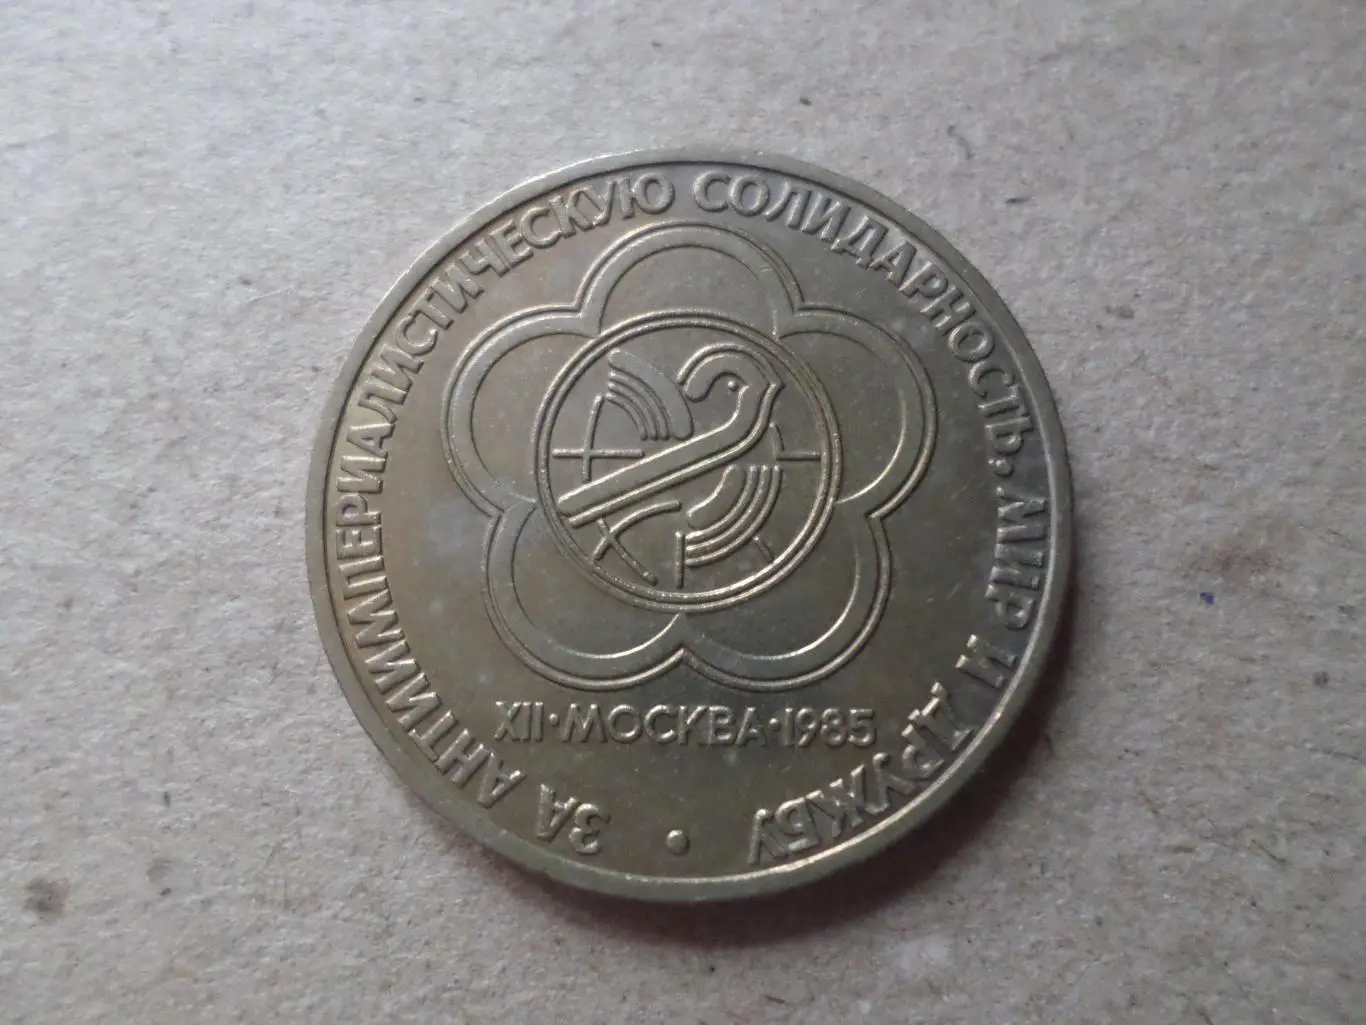 ЗА АНТИИМПЕРИАЛИСТИЧЕСКУЮ СОЛИДАРНОСТЬ, МИР И ДРУЖБУ •
XII•МОСКВА•1985